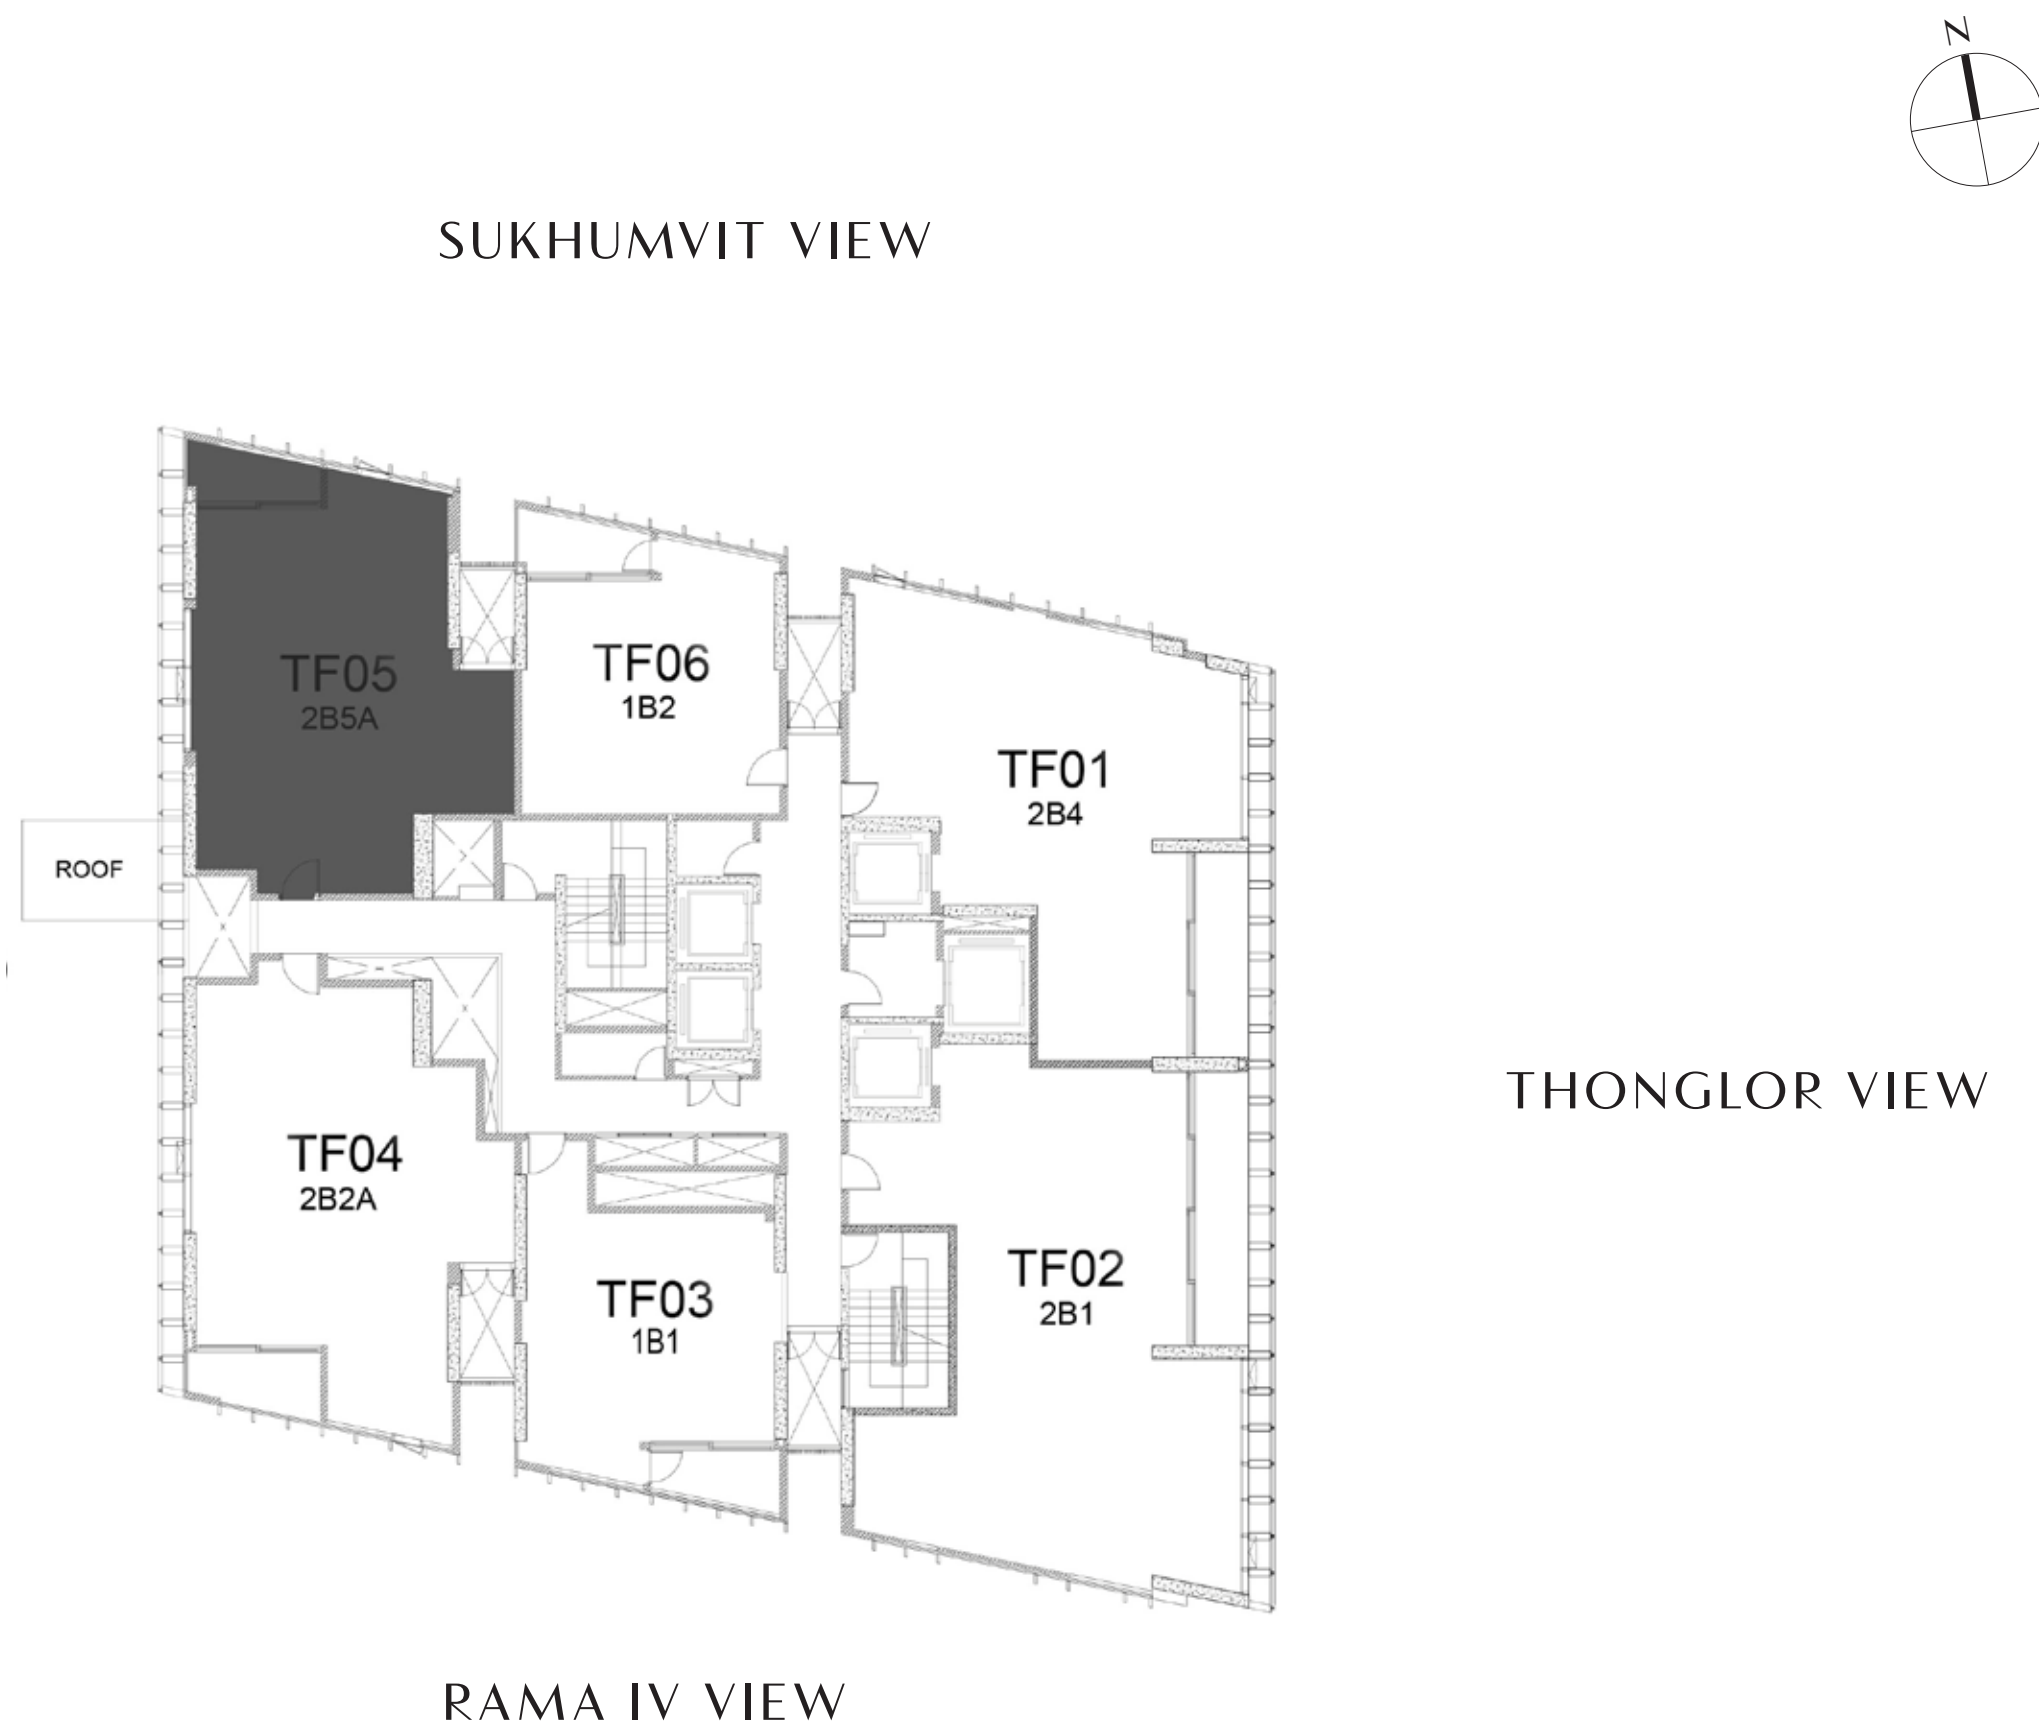 N
SUKHUMVIT VIEW
TF05
2B5A
TF06
1B2
TF01
2B4
ROOF
THONGLOR VIEW
TF04
2B2A
TF03
1B1
TF02
2B1
RAMA IV VIEW